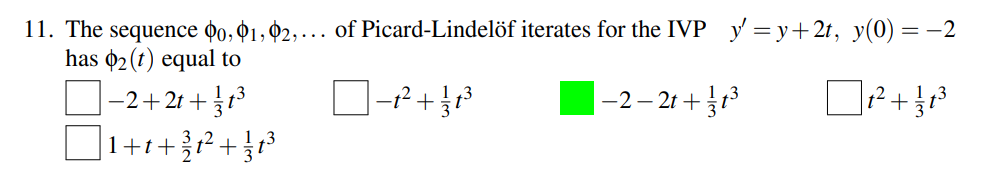 11. The sequence ϕ₀,ϕ₁,ϕ₂,... of Picard-Lindelöf iterates for the IVP y′ = y+2t, y(0) = −2
has ϕ₂(t) equal to
−2+2t+⅓t³ −t²+⅓t³ −2−2t+⅓t³ t²+⅓t³
1+t+3/2t²+⅓t³